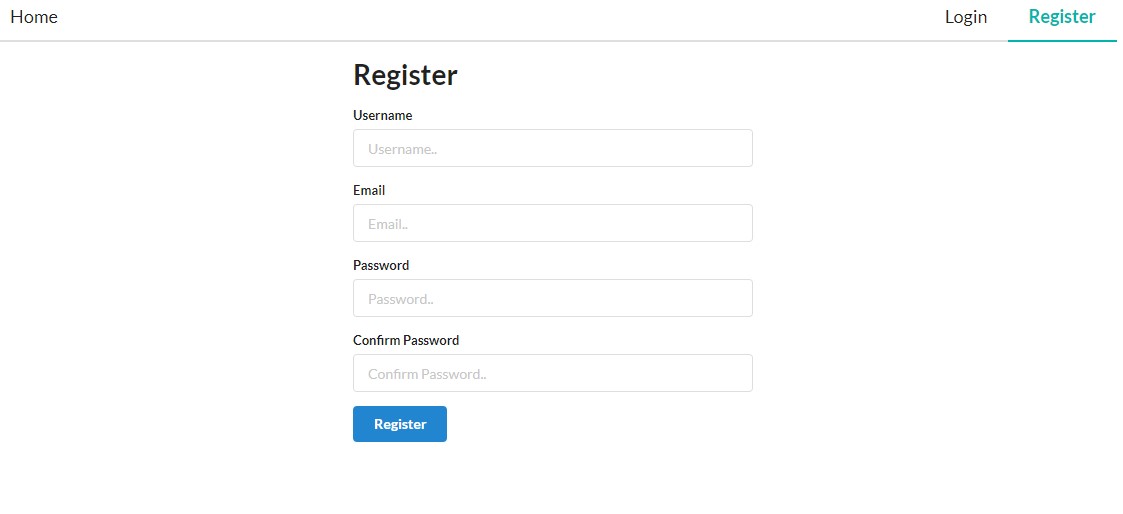 Home Login Register
Register
Username
Username..
Email
Email..
Password
Password..
Confirm Password
Confirm Password..
Register